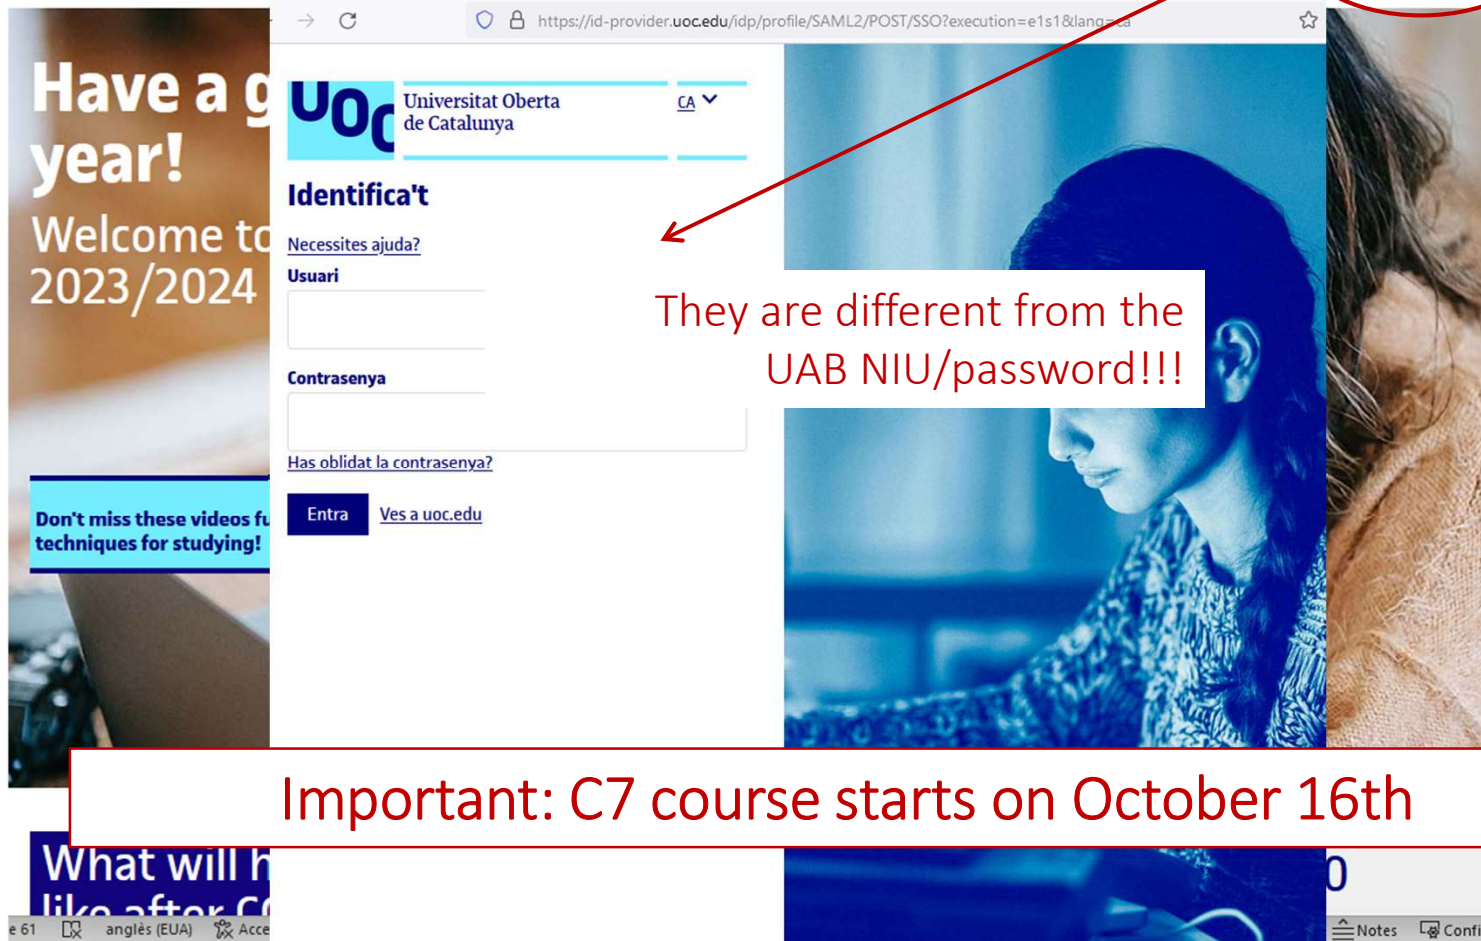 https://id-provider.uoc.edu/idp/profile/SAML2/POST/SSO?execution=e1s1&lang=ca
Have a g
year!
Welcome to
2023/2024
UOC
Universitat Oberta
de Catalunya
CA
Identifica't
Necessites ajuda?
Usuari
They are different from the
UAB NIU/password!!!
Contrasenya
Has oblidat la contrasenya?
Entra
Ves a uoc.edu
Don't miss these videos fu
techniques for studying!
Important: C7 course starts on October 16th
What will h
like after CO
0
e 61
anglès (EUA)
Acce
Notes
Confi